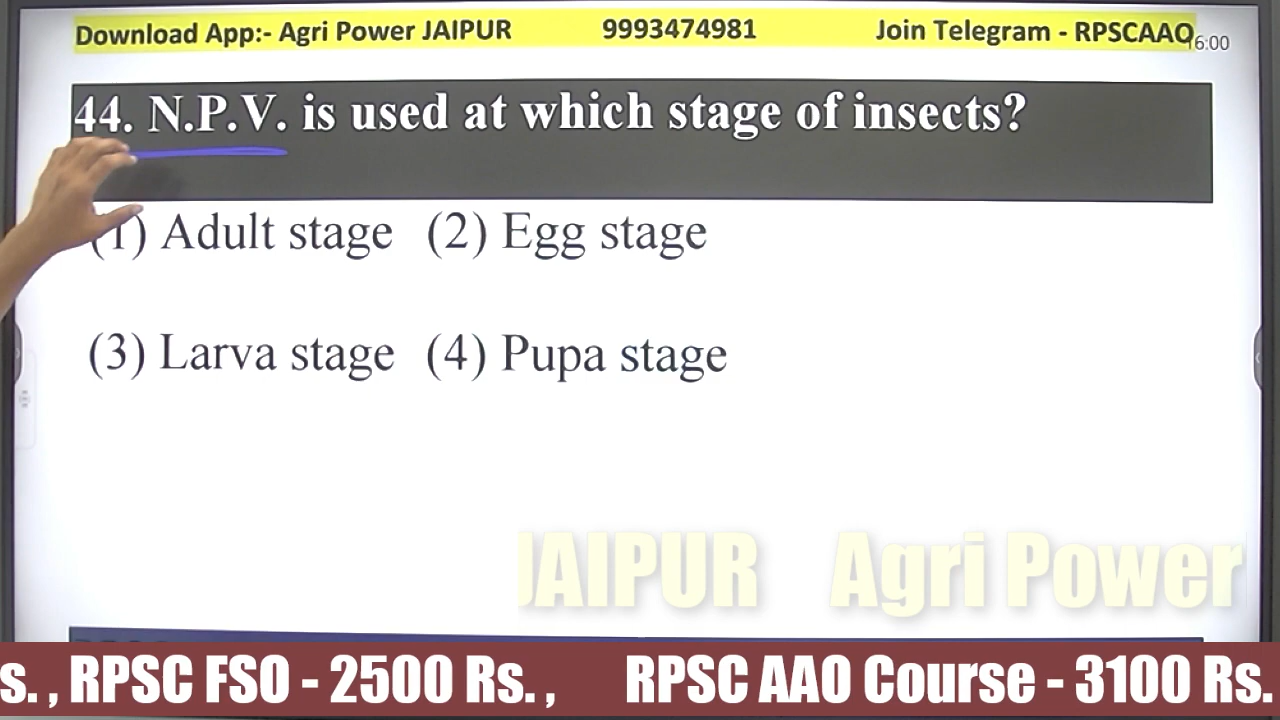 Download App:- Agri Power JAIPUR 9993474981 Join Telegram - RPSCAAO
16:00
44. N.P.V. is used at which stage of insects?
(1) Adult stage (2) Egg stage
(3) Larva stage (4) Pupa stage
JAIPUR Agri Power
s. , RPSC FSO - 2500 Rs. , RPSC AAO Course - 3100 Rs.